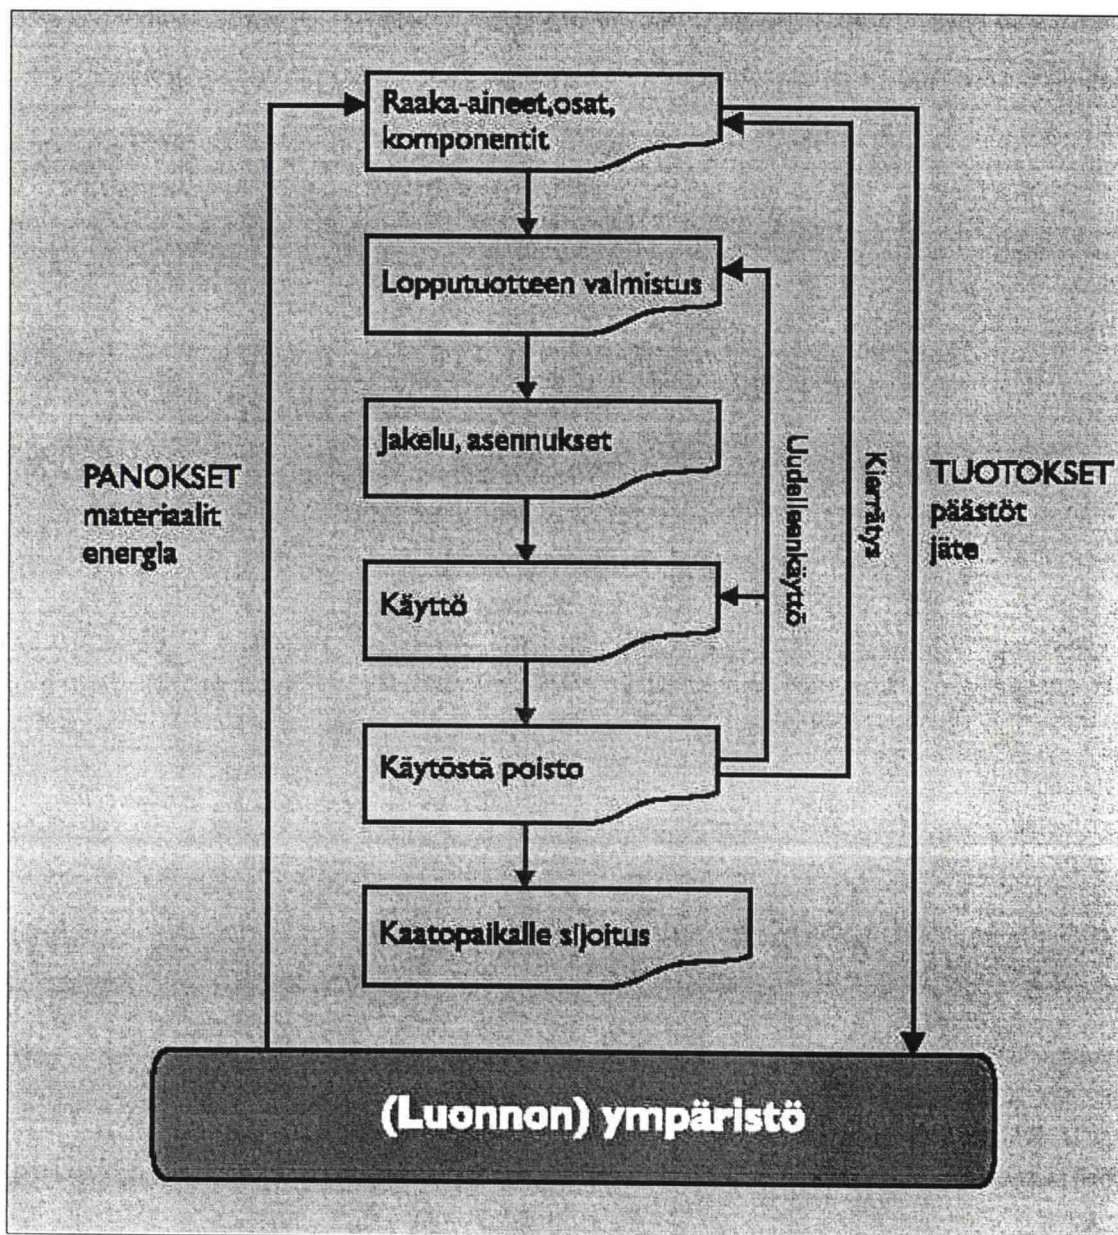 Raaka-aineet,osat,
komponentit
Lopputuotteen valmistus
Jakelu, asennukset
Käyttö
Käytöstä poisto
Kaatopaikalle sijoitus
PANOKSET
materiaalit
energia
Uudelleenkäyttö
Kierrätys
TUOTOKSET
päästöt
jäte
(Luonnon) ympäristö